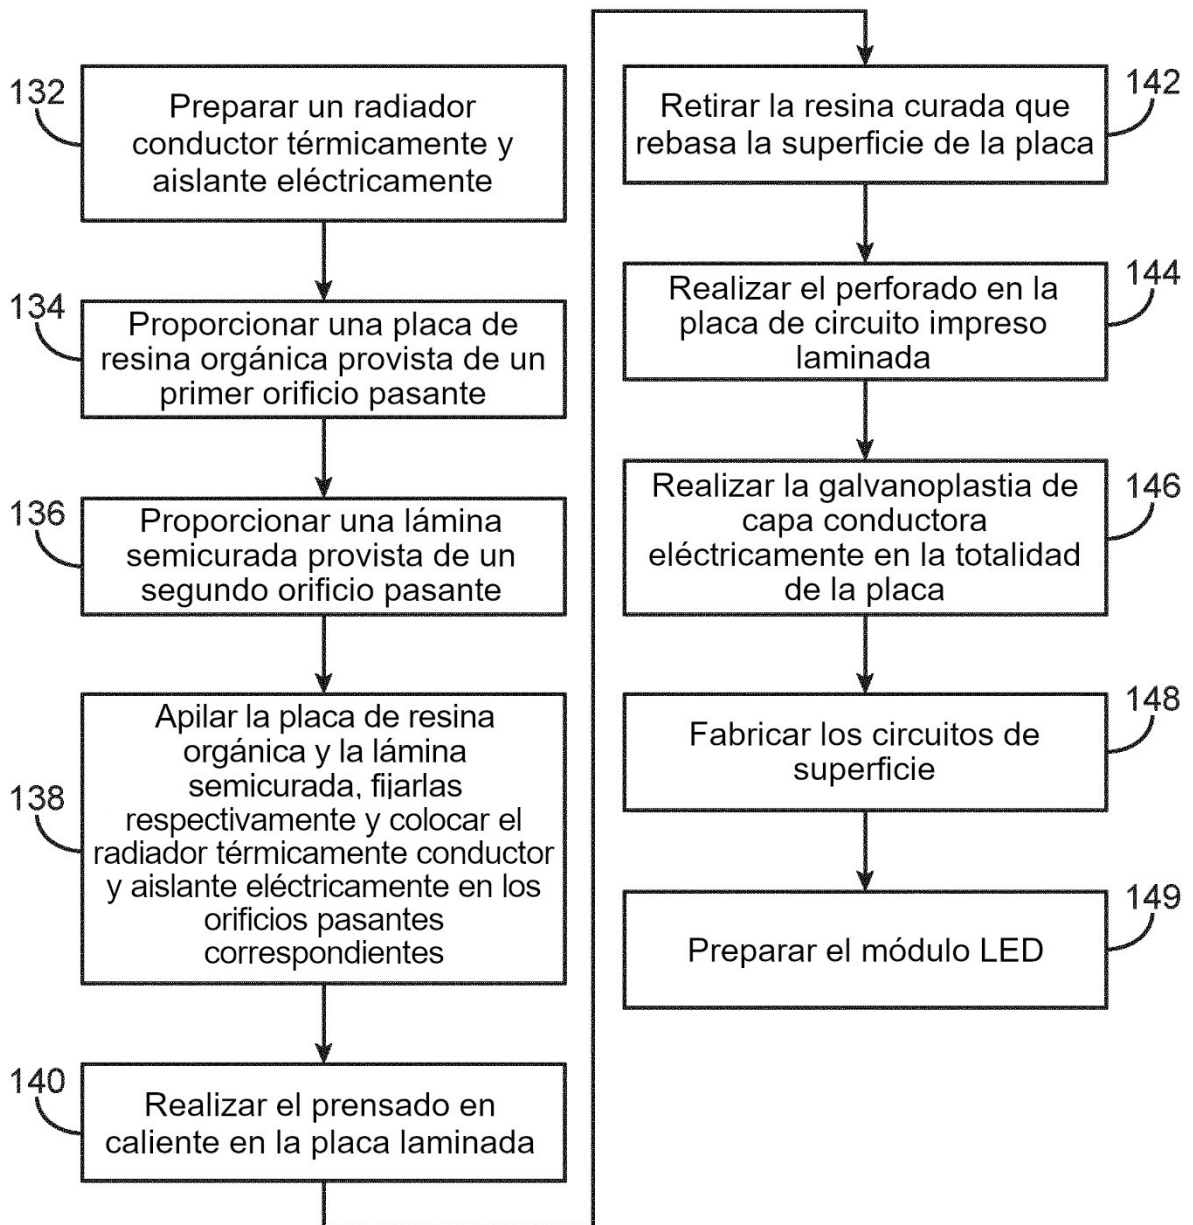 132
Preparar un radiador
conductor térmicamente y
aislante eléctricamente
134
Proporcionar una placa de
resina orgánica provista de un
primer orificio pasante
136
Proporcionar una lámina
semicurada provista de un
segundo orificio pasante
138
Apilar la placa de resina
orgánica y la lámina
semicurada, fijarlas
respectivamente y colocar el
radiador térmicamente conductor
y aislante eléctricamente en los
orificios pasantes
correspondientes
140
Realizar el prensado en
caliente en la placa laminada
142
Retirar la resina curada que
rebasa la superficie de la placa
144
Realizar el perforado en la
placa de circuito impreso
laminada
146
Realizar la galvanoplastia de
capa conductora
eléctricamente en la totalidad
de la placa
148
Fabricar los circuitos de
superficie
149
Preparar el módulo LED